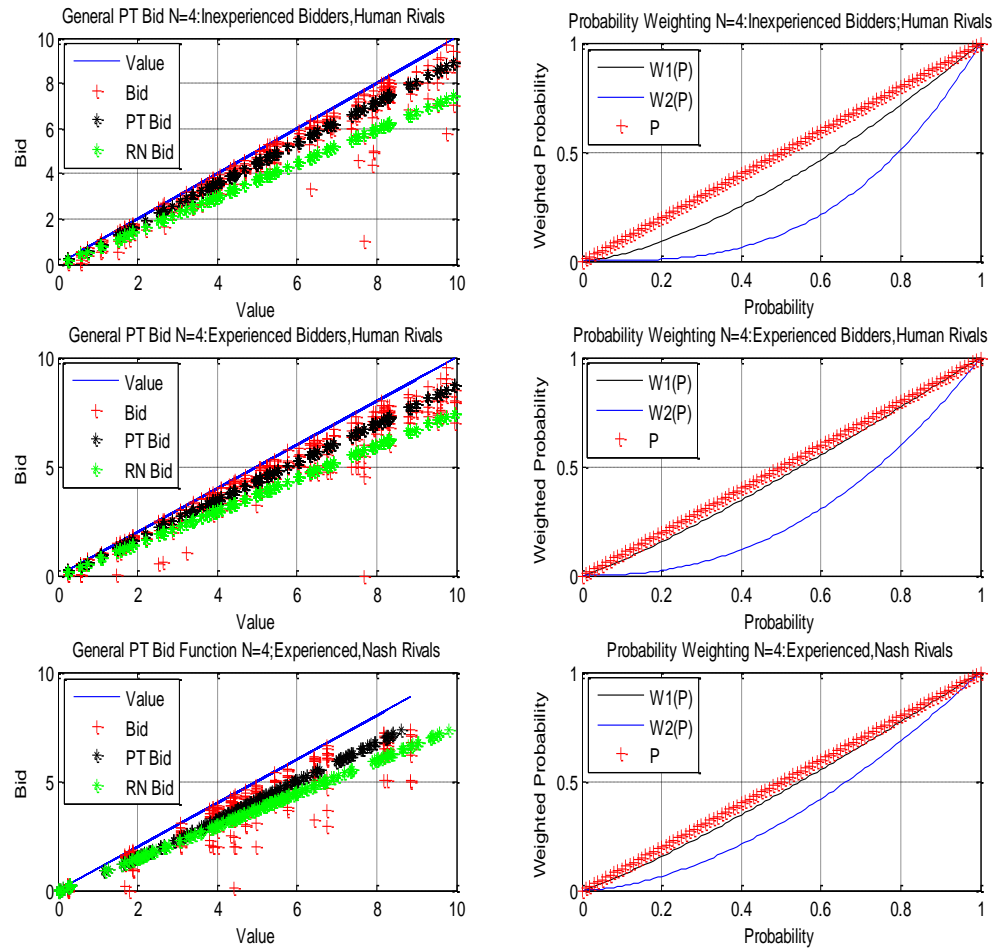 General PT Bid N=4:Inexperienced Bidders,Human Rivals
10
8
6
4
2
0
Bid
Value
Bid
PT Bid
RN Bid
0
2
4
6
8
10
Value
Probability Weighting N=4:Inexperienced Bidders;Human Rivals
1
0.5
0
Weighted Probability
W1(P)
W2(P)
P
0
0.2
0.4
0.6
0.8
1
Probability
General PT Bid N=4:Experienced Bidders,Human Rivals
10
5
0
Bid
Value
Bid
PT Bid
RN Bid
0
2
4
6
8
10
Value
Probability Weighting N=4:Experienced Bidders,Human Rivals
1
0.5
0
Weighted Probability
W1(P)
W2(P)
P
0
0.2
0.4
0.6
0.8
1
Probability
General PT Bid Function N=4;Experienced,Nash Rivals
10
5
0
Bid
Value
Bid
PT Bid
RN Bid
0
2
4
6
8
10
Value
Probability Weighting N=4:Experienced,Nash Rivals
1
0.5
0
Weighted Probability
W1(P)
W2(P)
P
0
0.2
0.4
0.6
0.8
1
Probability